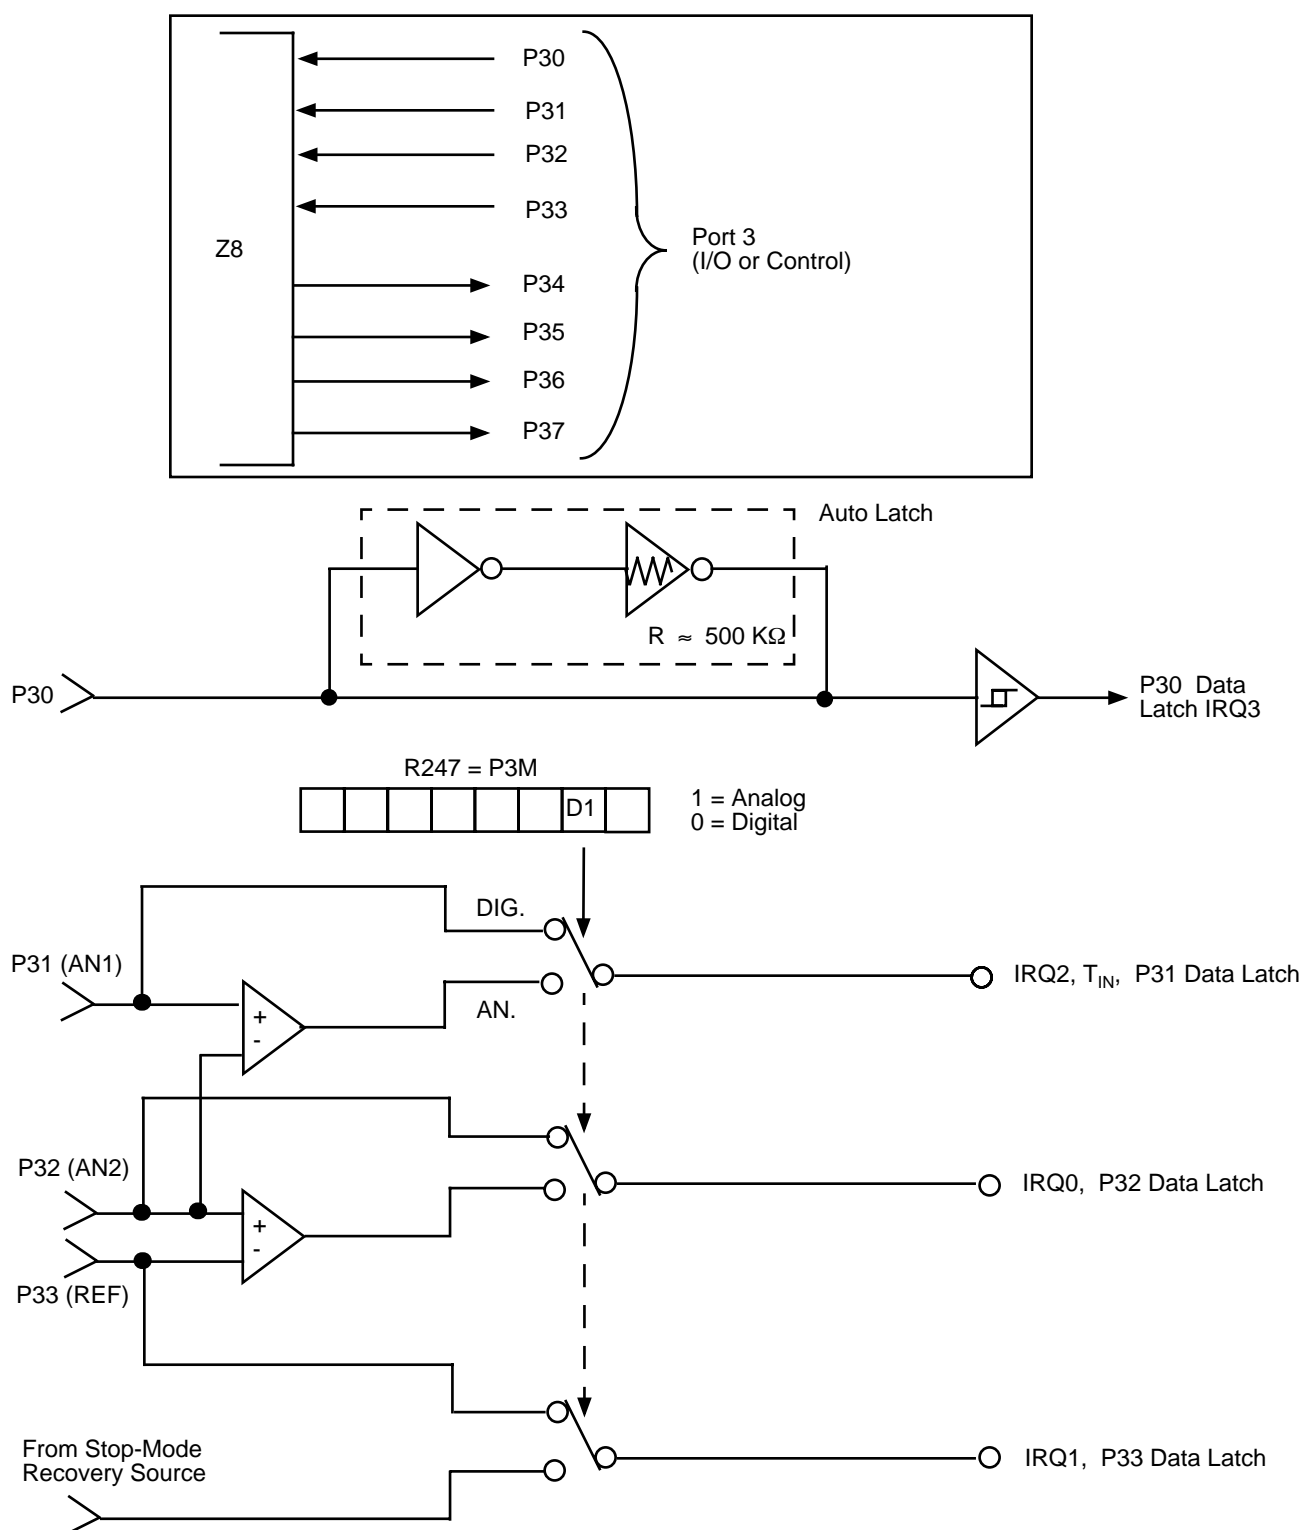 P30
P31
P32
P33
Z8
Port 3
(I/O or Control)
P34
P35
P36
P37
Auto Latch
R ≈ 500 KΩ
P30
P30 Data
Latch IRQ3
R247 = P3M
D1
1 = Analog
0 = Digital
DIG.
P31 (AN1)
IRQ2, TIN, P31 Data Latch
AN.
+
-
P32 (AN2)
IRQ0, P32 Data Latch
+
-
P33 (REF)
From Stop-Mode
Recovery Source
IRQ1, P33 Data Latch